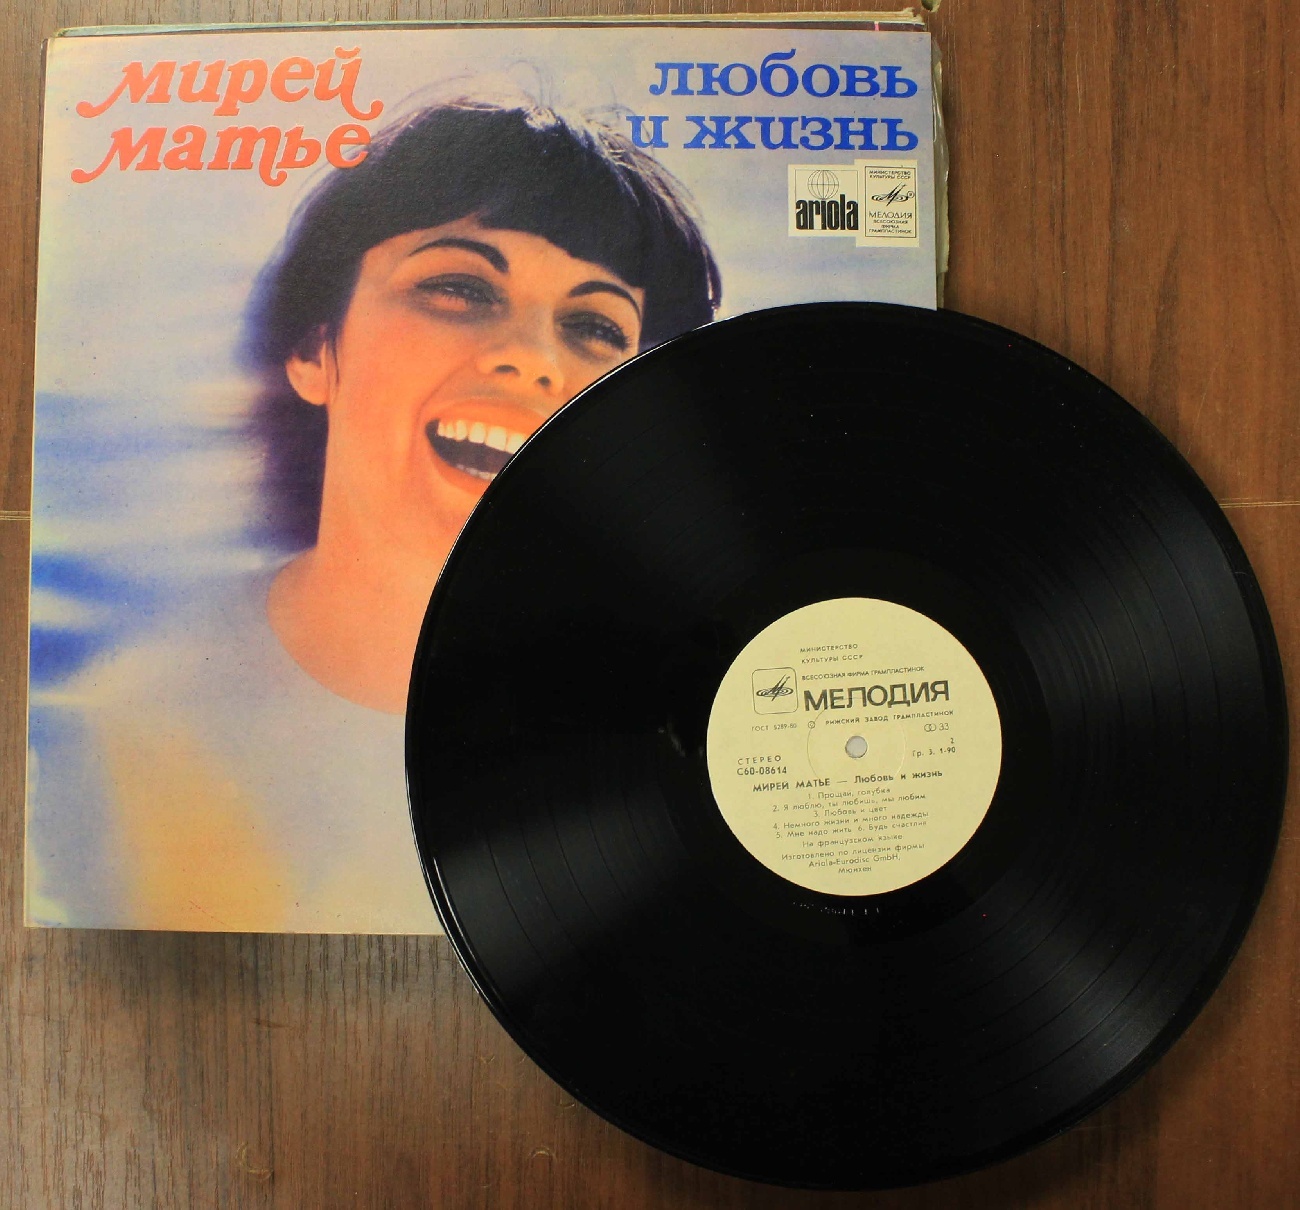 мирей
матье
любовь
и жизнь
ariola
МИНИСТЕРСТВО
КУЛЬТУРЫ СССР
МЕЛОДИЯ
ВСЕСОЮЗНАЯ
ФИРМА
ГРАМПЛАСТИНОК
МИНИСТЕРСТВО
КУЛЬТУРЫ СССР
ВСЕСОЮЗНАЯ ФИРМА ГРАМПЛАСТИНОК
МЕЛОДИЯ
ГОСТ 5289-80
РИЖСКИЙ ЗАВОД ГРАМПЛАСТИНОК
33
СТЕРЕО
2
С60-08614
Гр. 3. 1-90
МИРЕЙ МАТЬЕ — Любовь и жизнь
1. Прощай, голубка
2. Я люблю, ты любишь, мы любим
3. Любовь и цвет
4. Немного жизни и много надежды
5. Мне надо жить 6. Будь счастлив
На французском языке
Изготовлено по лицензии фирмы
Ariola-Eurodisc GmbH,
Мюнхен